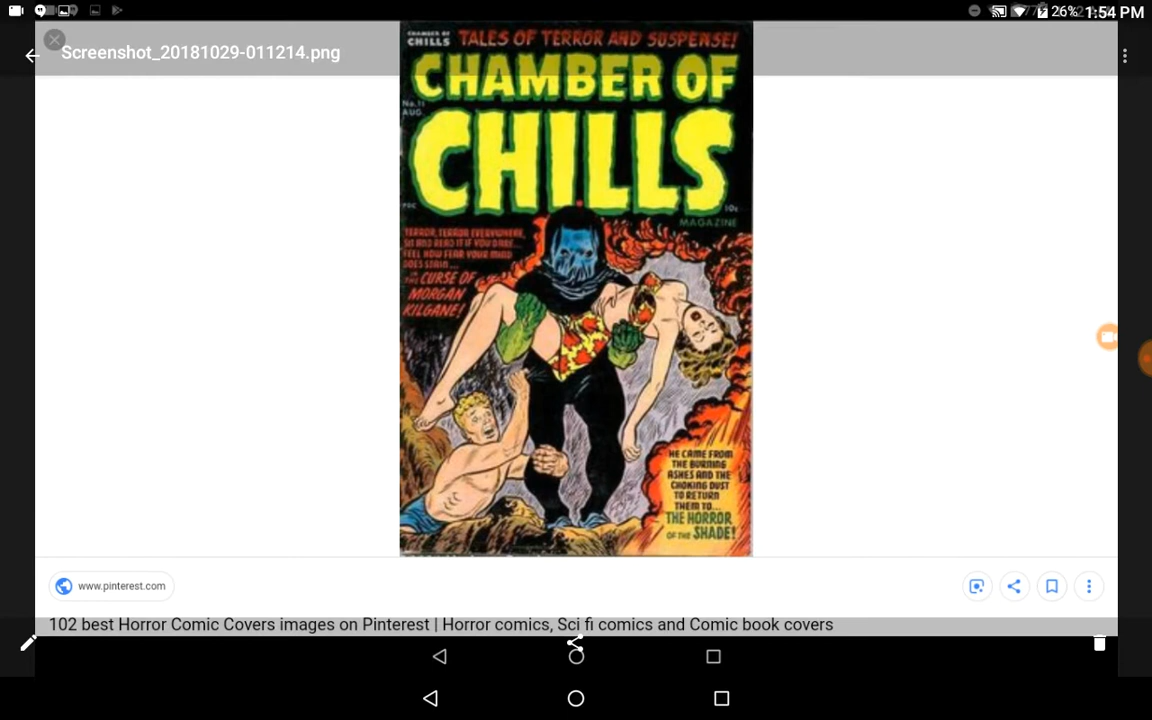 26% 1:54 PM
Screenshot_20181029-011214.png
CHAMBER OF
CHILLS
TALES OF TERROR AND SUSPENSE!
CHAMBER OF
No.11
AUG.
CHILLS
10c
MAGAZINE
TERROR, TERROR EVERYWHERE,
SIT AND READ IT IF YOU DARE...
FEEL HOW FEAR YOUR MIND
DOES STAIN...
IN THE CURSE OF
MORGAN
KILGANE!
HE CAME FROM
THE BURNING
ASHES AND THE
CHOKING DUST
TO RETURN
THEM TO...
THE HORROR
OF THE SHADE!
www.pinterest.com
102 best Horror Comic Covers images on Pinterest | Horror comics, Sci fi comics and Comic book covers